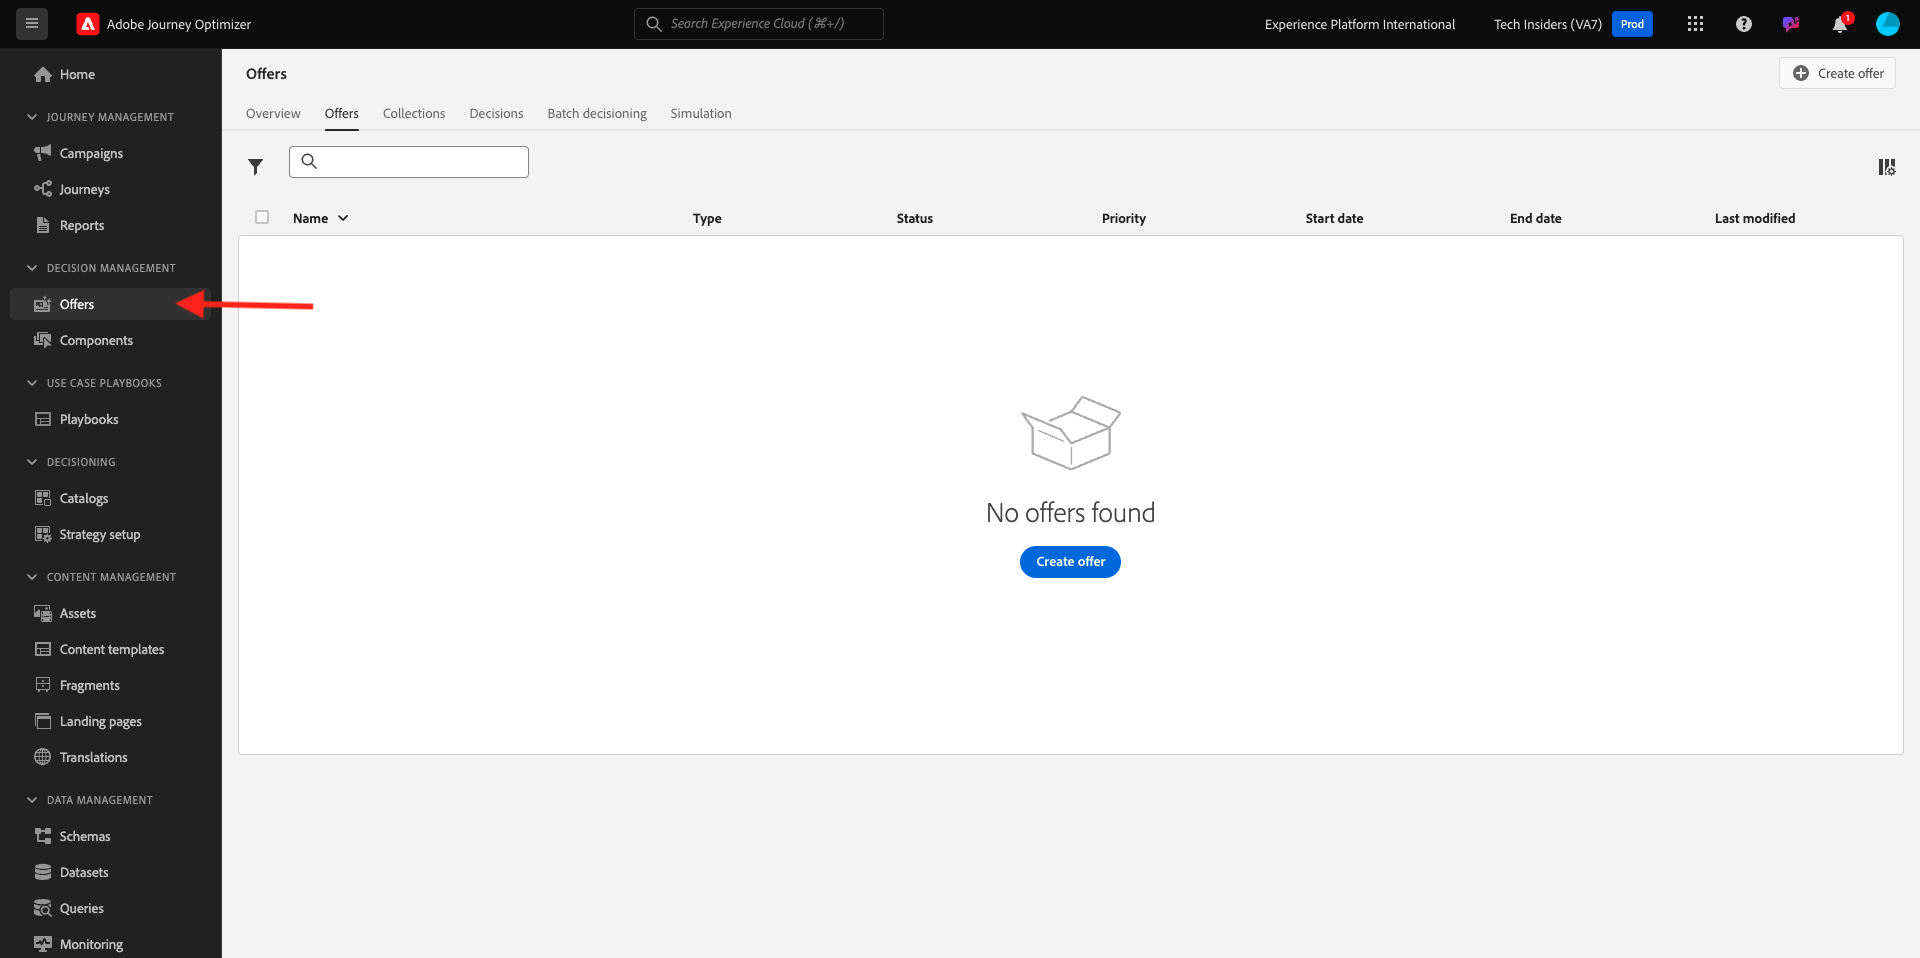 Adobe Journey Optimizer
Search Experience Cloud (⌘+/)
Experience Platform International
Tech Insiders (VA7)
Prod
1
Home
JOURNEY MANAGEMENT
Campaigns
Journeys
Reports
DECISION MANAGEMENT
Offers
Components
USE CASE PLAYBOOKS
Playbooks
DECISIONING
Catalogs
Strategy setup
CONTENT MANAGEMENT
Assets
Content templates
Fragments
Landing pages
Translations
DATA MANAGEMENT
Schemas
Datasets
Queries
Monitoring
Offers
Create offer
Overview Offers Collections Decisions Batch decisioning Simulation
Name Type Status Priority Start date End date Last modified
No offers found
Create offer